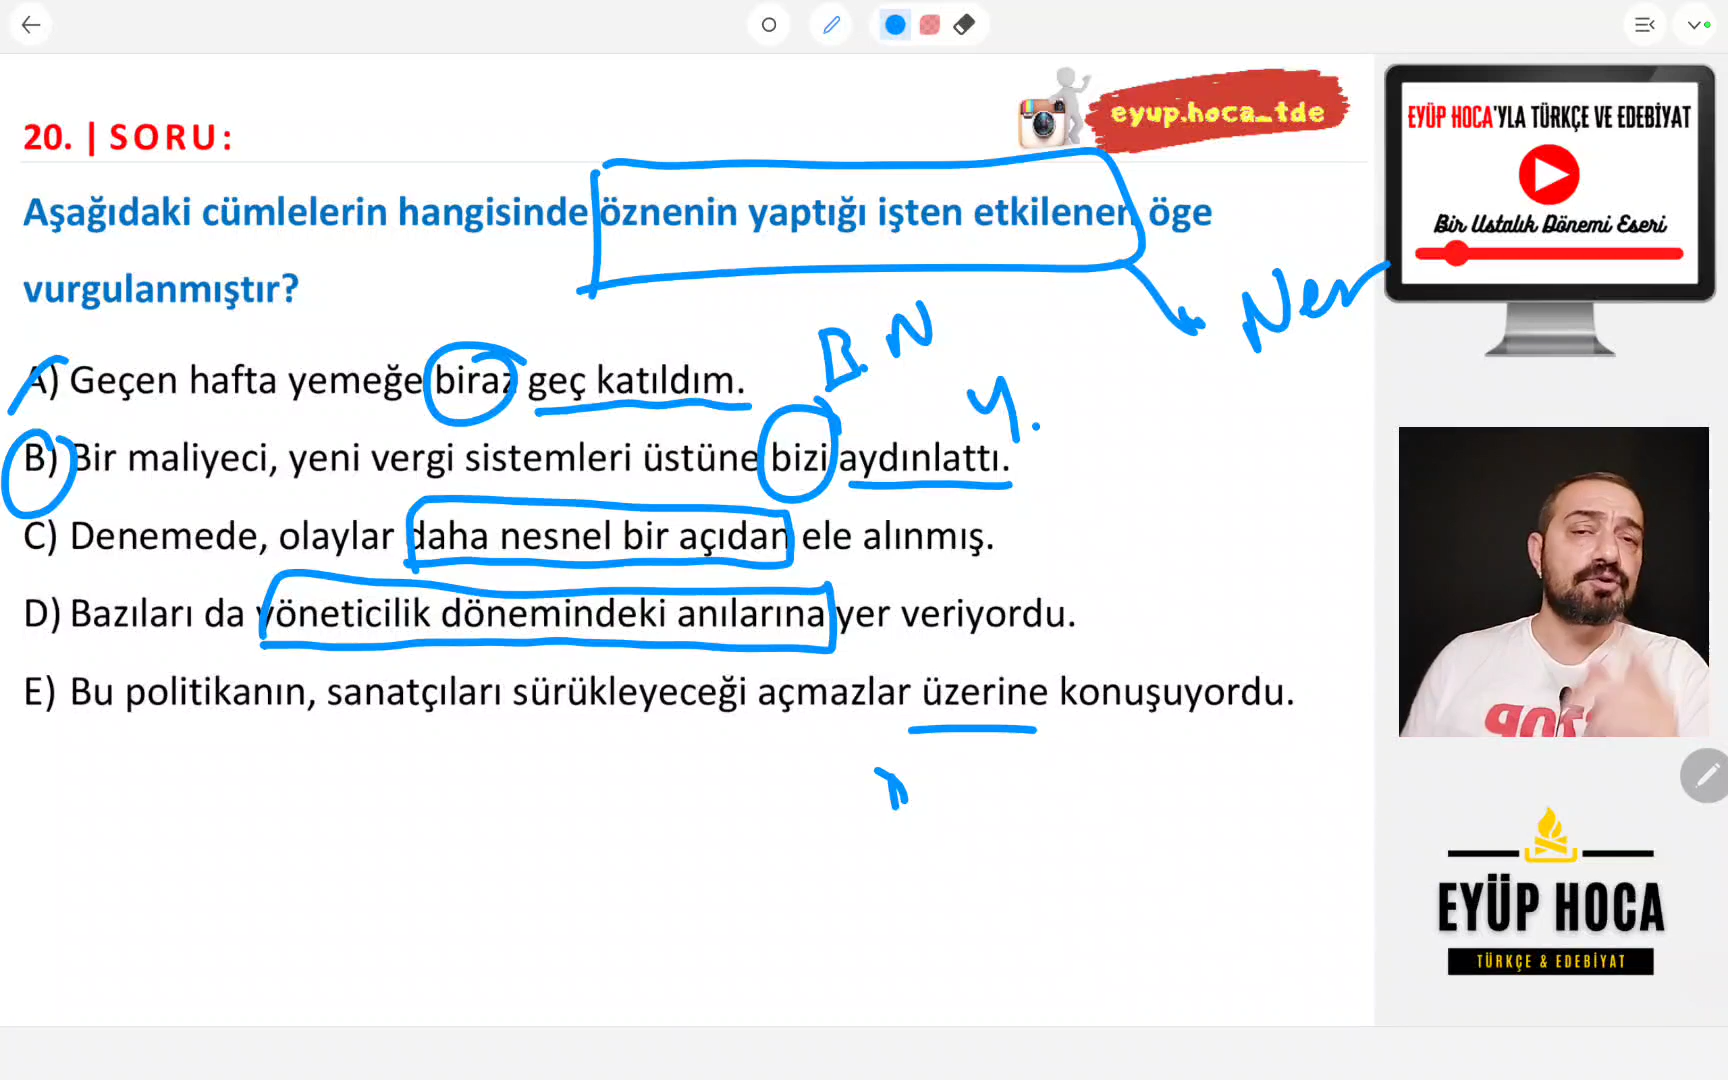 eyup.hoca_tde
20. | SORU:
Aşağıdaki cümlelerin hangisinde öznenin yaptığı işten etkilenen öge
vurgulanmıştır?
Nes
B. N
A) Geçen hafta yemeğe biraz geç katıldım.
Y.
B) Bir maliyeci, yeni vergi sistemleri üstüne bizi aydınlattı.
C) Denemede, olaylar daha nesnel bir açıdan ele alınmış.
D) Bazıları da yöneticilik dönemindeki anılarına yer veriyordu.
E) Bu politikanın, sanatçıları sürükleyeceği açmazlar üzerine konuşuyordu.
EYÜP HOCA'YLA TÜRKÇE VE EDEBİYAT
Bir Ustalık Dönemi Eseri
EYÜP HOCA
TÜRKÇE & EDEBİYAT